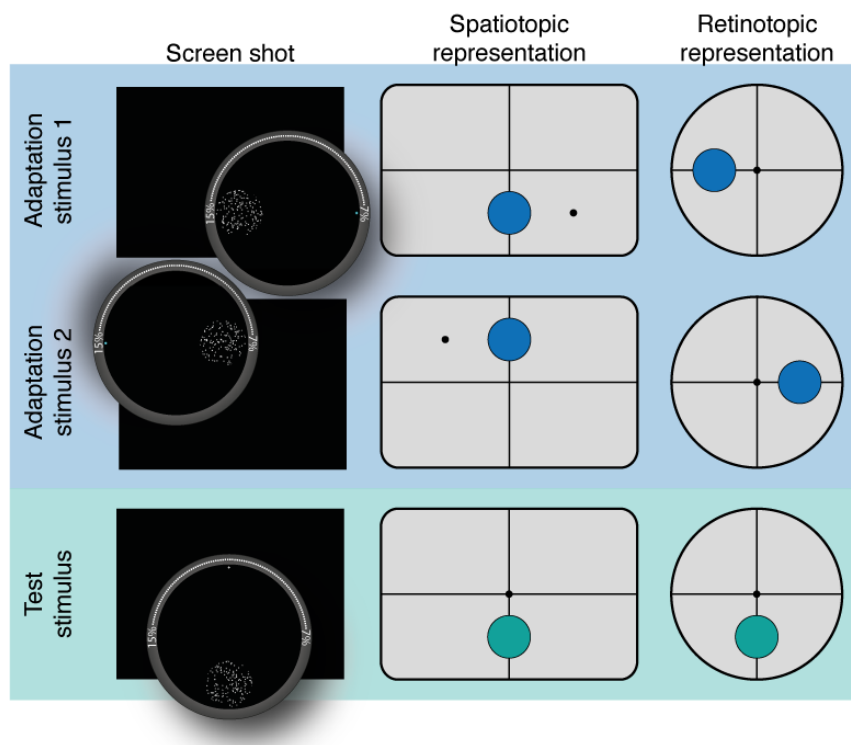 Screen shot
Spatiotopic
representation
Retinotopic
representation
Adaptation
stimulus 1
15%
7%
Adaptation
stimulus 2
15%
7%
Test
stimulus
15%
7%